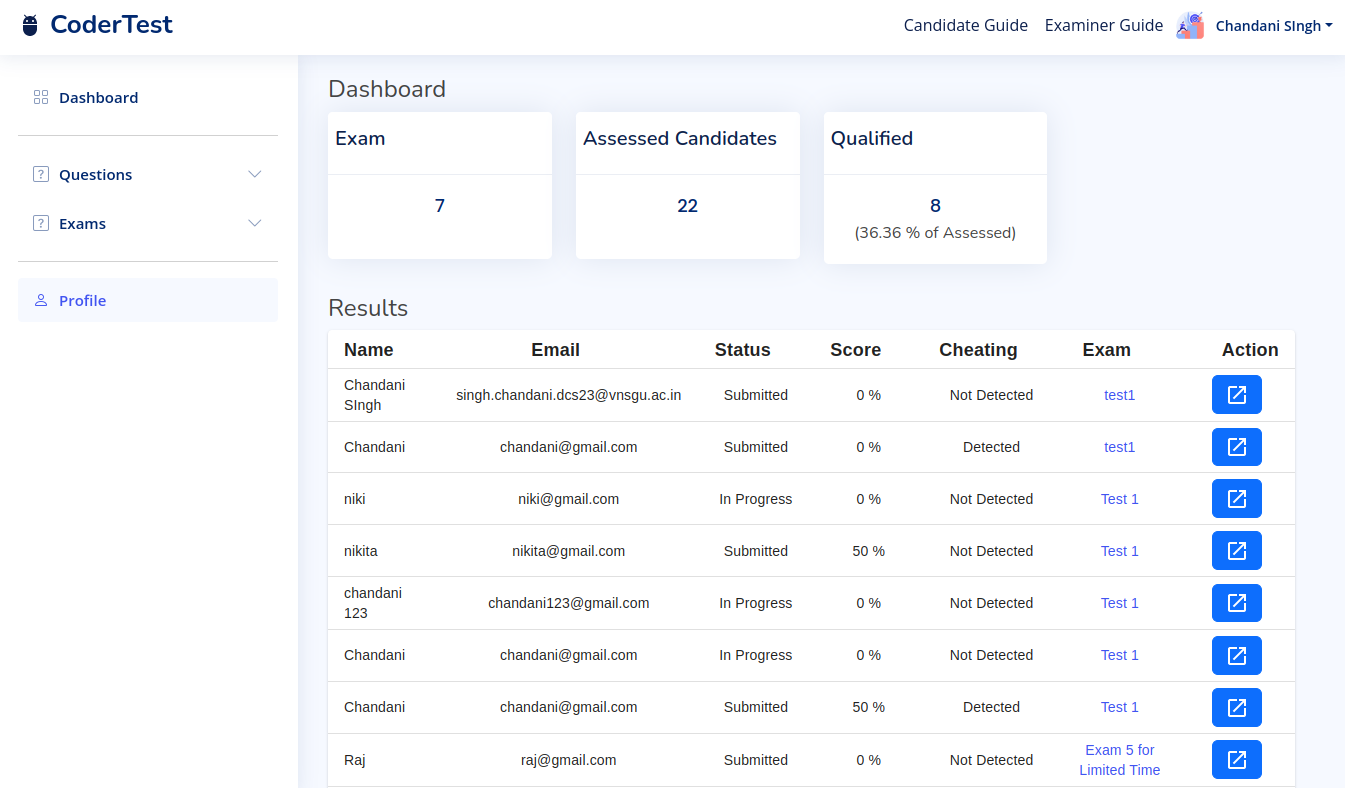 CoderTest
Candidate Guide Examiner Guide Chandani SIngh
Dashboard
Questions
Exams
Profile
Dashboard
Exam Assessed Candidates Qualified
7 22 8
(36.36 % of Assessed)
Results
Name Email Status Score Cheating Exam Action
Chandani
SIngh singh.chandani.dcs23@vnsgu.ac.in Submitted 0 % Not Detected test1
Chandani chandani@gmail.com Submitted 0 % Detected test1
niki niki@gmail.com In Progress 0 % Not Detected Test 1
nikita nikita@gmail.com Submitted 50 % Not Detected Test 1
chandani
123 chandani123@gmail.com In Progress 0 % Not Detected Test 1
Chandani chandani@gmail.com In Progress 0 % Not Detected Test 1
Chandani chandani@gmail.com Submitted 50 % Detected Test 1
Raj raj@gmail.com Submitted 0 % Not Detected Exam 5 for
Limited Time